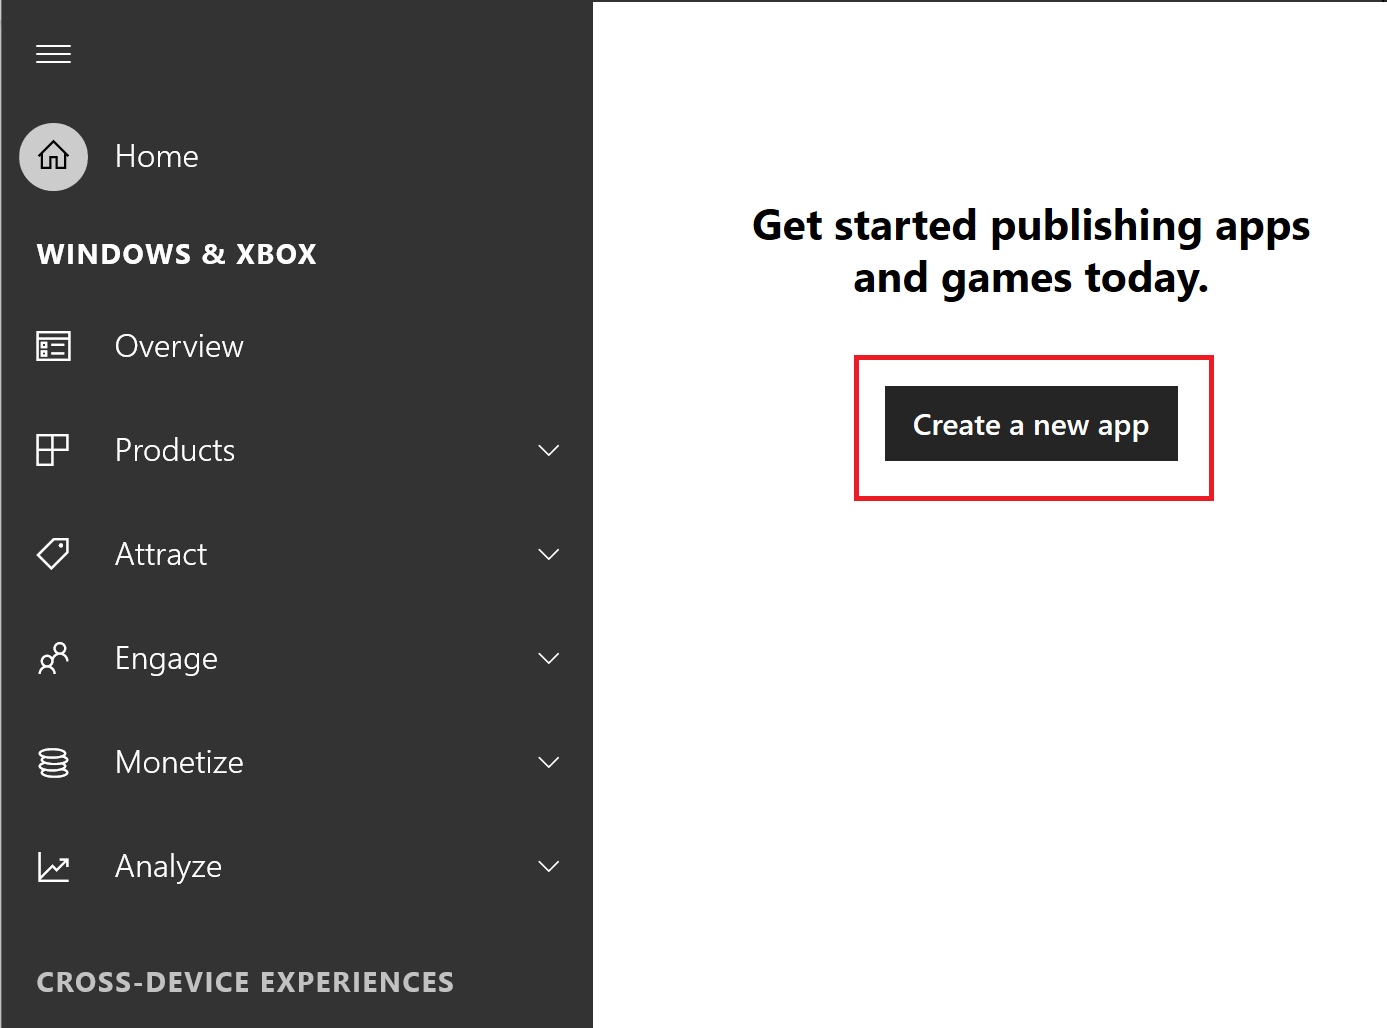 Home
WINDOWS & XBOX
Overview
Products
Attract
Engage
Monetize
Analyze
CROSS-DEVICE EXPERIENCES
Get started publishing apps
and games today.
Create a new app